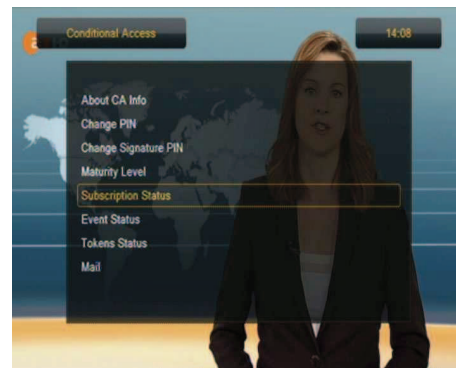 Conditional Access
14:08
About CA Info
Change PIN
Change Signature PIN
Maturity Level
Subscription Status
Event Status
Tokens Status
Mail